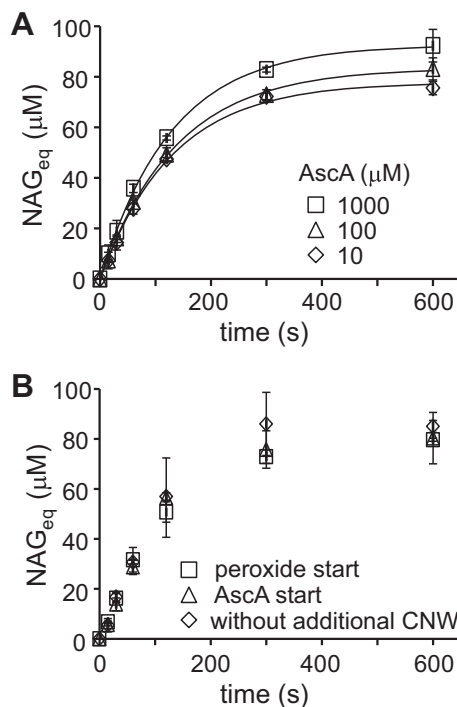 A
NAGeq (μM)
100
80
60
40
20
0
AscA (μM)
1000
100
10
0
200
400
600
time (s)
B
NAGeq (μM)
100
80
60
40
20
0
peroxide start
AscA start
without additional CNW
0
200
400
600
time (s)